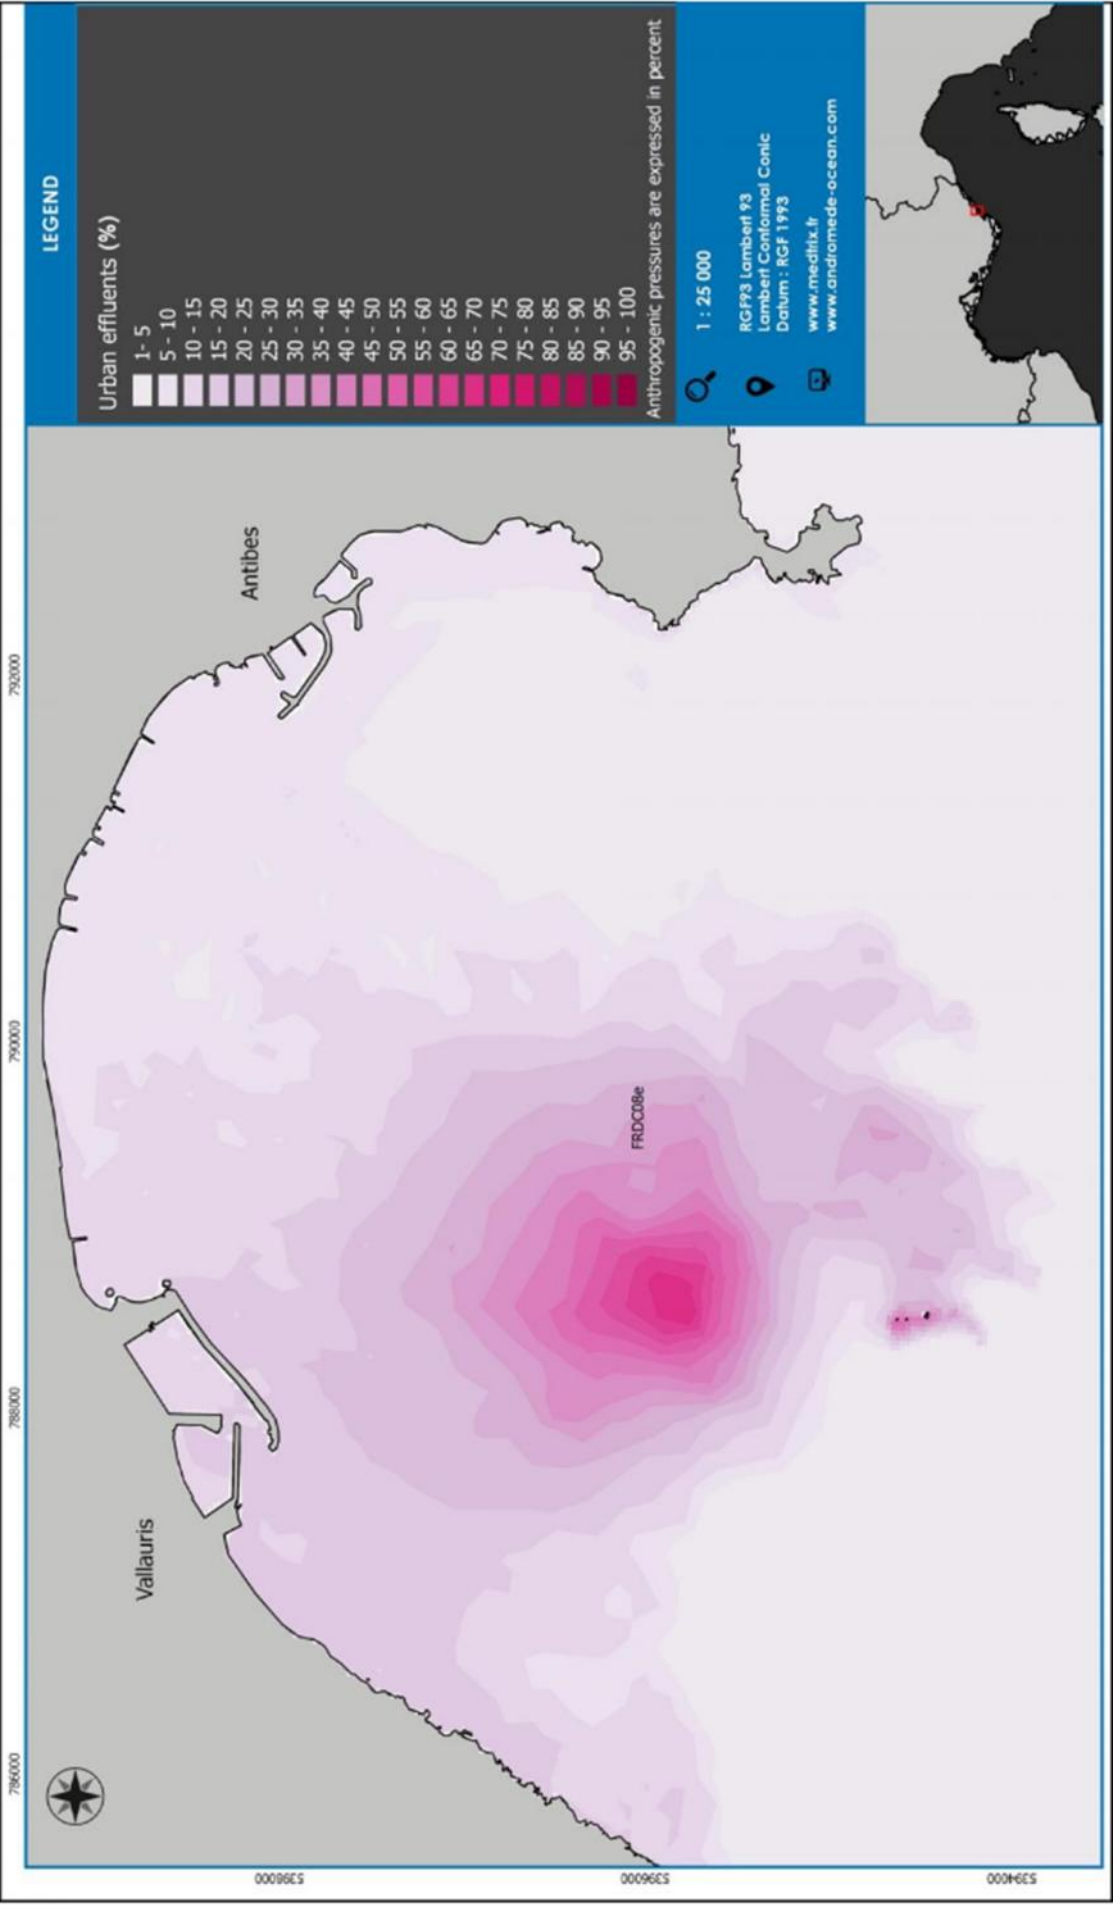 LEGEND
Urban effluents (%)
1- 5
5 - 10
10 - 15
15 - 20
20 - 25
25 - 30
30 - 35
35 - 40
40 - 45
45 - 50
50 - 55
55 - 60
60 - 65
65 - 70
70 - 75
75 - 80
80 - 85
85 - 90
90 - 95
95 - 100
Anthropogenic pressures are expressed in percent
1 : 25 000
RGF93 Lambert 93
Lambert Conformal Conic
Datum : RGF 1993
www.medtrix.fr
www.andromede-ocean.com
786000
788000
790000
792000
5398000
5396000
5394000
Vallauris
Antibes
FRDC08e